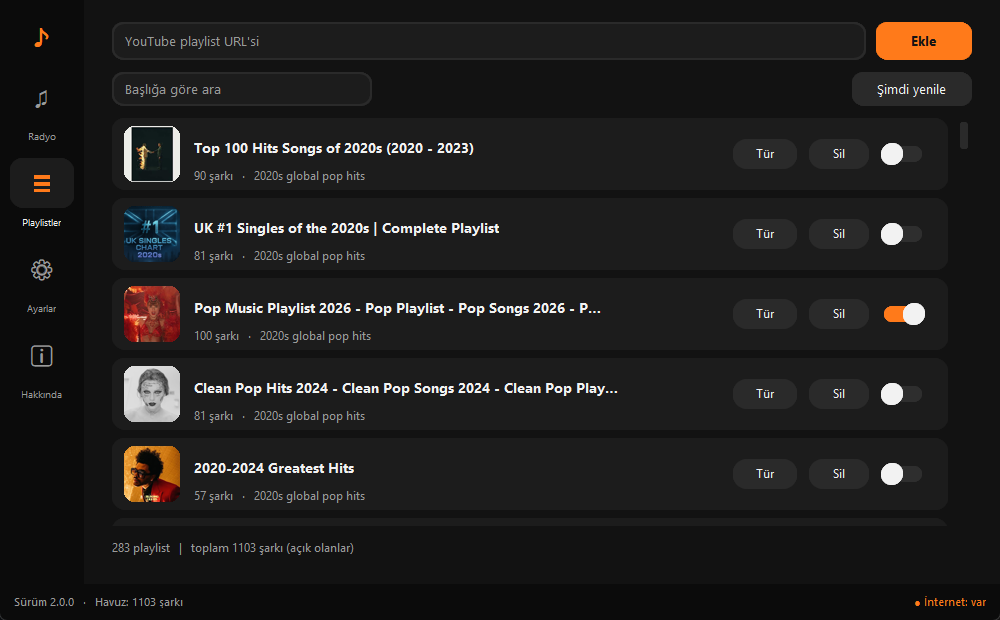 YouTube playlist URL'si
Ekle
Başlığa göre ara
Şimdi yenile
Radyo
Playlistler
Ayarlar
Hakkında
Top 100 Hits Songs of 2020s (2020 - 2023)
90 şarkı · 2020s global pop hits
Tür
Sil
#1
UK SINGLES
CHART
2020s
UK #1 Singles of the 2020s | Complete Playlist
81 şarkı · 2020s global pop hits
Tür
Sil
Pop Music Playlist 2026 - Pop Playlist - Pop Songs 2026 - P...
100 şarkı · 2020s global pop hits
Tür
Sil
Clean Pop Hits 2024 - Clean Pop Songs 2024 - Clean Pop Play...
81 şarkı · 2020s global pop hits
Tür
Sil
2020-2024 Greatest Hits
57 şarkı · 2020s global pop hits
Tür
Sil
283 playlist | toplam 1103 şarkı (açık olanlar)
Sürüm 2.0.0 · Havuz: 1103 şarkı
● İnternet: var